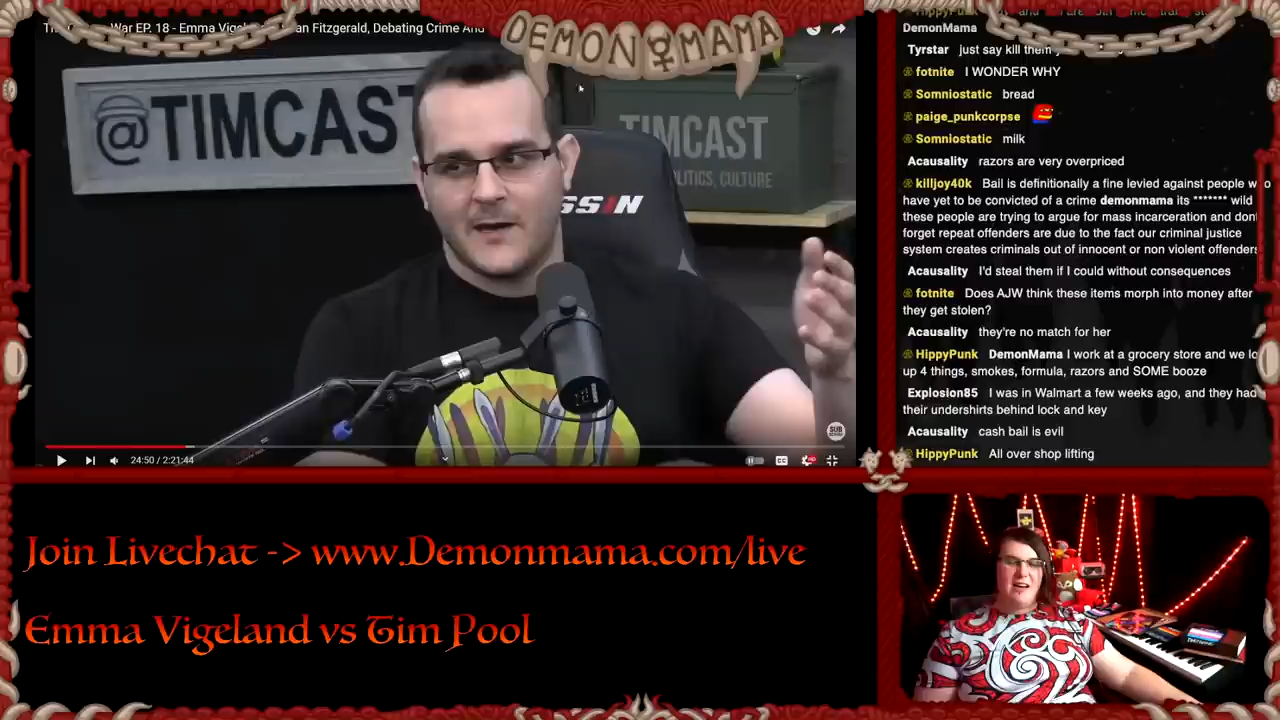 War EP. 18 - Emma
an Fitzgerald, Debating Crime And
DEMON MAMA
@TIMCAST
TIMCAST
POLITICS, CULTURE
SSIN
SUB
24:50 / 2:21:44
DemonMama
Tyrstar just say kill them
fotnite I WONDER WHY
Somniostatic bread
paige_punkcorpse
Somniostatic milk
Acausality razors are very overpriced
killjoy40k Bail is definitionally a fine levied against people who
have yet to be convicted of a crime demonmama its ******* wild
these people are trying to argue for mass incarceration and dont
forget repeat offenders are due to the fact our criminal justice
system creates criminals out of innocent or non violent offenders
Acausality I'd steal them if I could without consequences
fotnite Does AJW think these items morph into money after
they get stolen?
Acausality they're no match for her
HippyPunk DemonMama I work at a grocery store and we lo
up 4 things, smokes, formula, razors and SOME booze
Explosion85 I was in Walmart a few weeks ago, and they had
their undershirts behind lock and key
Acausality cash bail is evil
HippyPunk All over shop lifting
Join Livechat -> www.Demonmama.com/live
Emma Vigeland vs Tim Pool